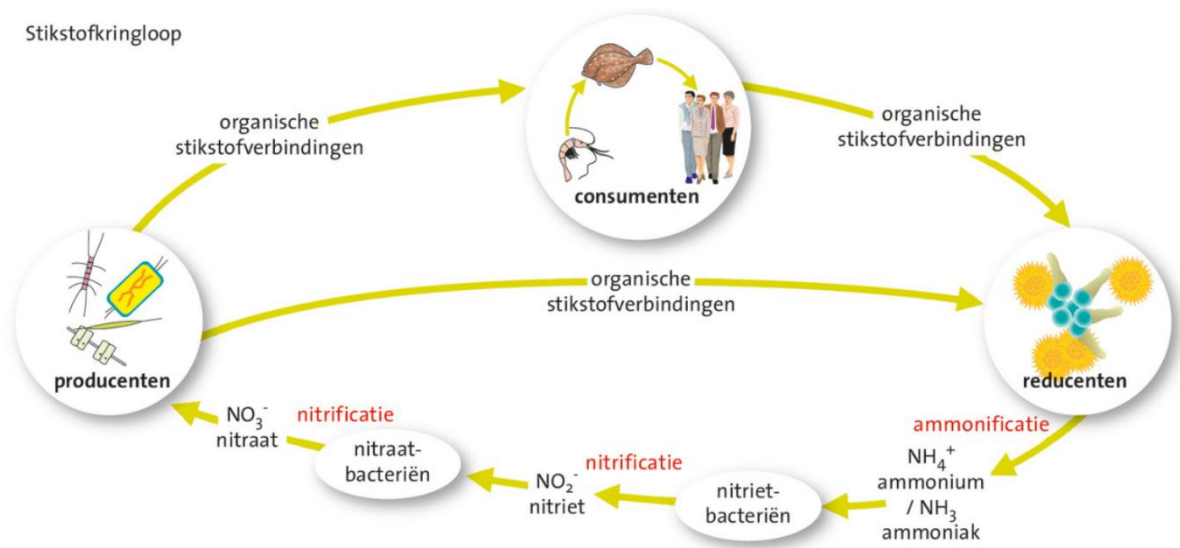 Stikstofkringloop
organische
stikstofverbindingen
consumenten
organische
stikstofverbindingen
organische
stikstofverbindingen
producenten
reducenten
NO₃⁻
nitraat
nitrificatie
nitraat-
bacteriën
NO₂⁻
nitriet
nitrificatie
nitriet-
bacteriën
ammonificatie
NH₄⁺
ammonium
/ NH₃
ammoniak